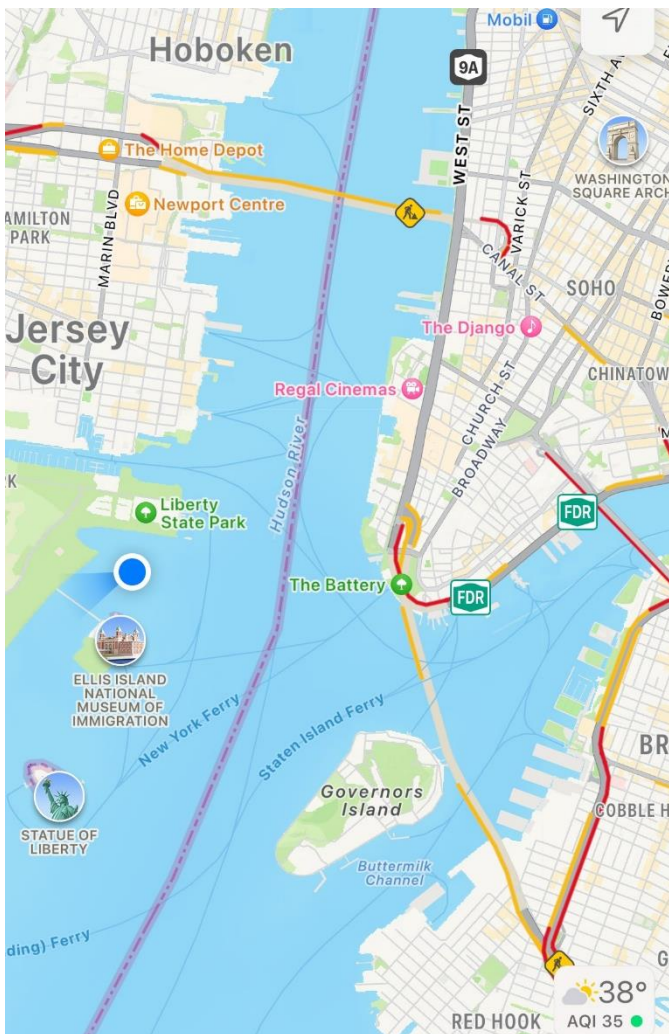 Hoboken
Mobil
9A
SIXTH AV
WEST ST
The Home Depot
WASHINGTON
SQUARE ARCH
Newport Centre
VARICK ST
MARIN BLVD
AMILTON
PARK
CANAL ST
SOHO
BOWER
Jersey
City
The Django
CHINATOW
Regal Cinemas
CHURCH ST
BROADWAY
Hudson River
K
Liberty
State Park
FDR
The Battery
FDR
ELLIS ISLAND
NATIONAL
MUSEUM OF
IMMIGRATION
New York Ferry
Staten Island Ferry
BR
Governors
Island
COBBLE H
STATUE OF
LIBERTY
Buttermilk
Channel
ding) Ferry
G
38°
AQI 35
RED HOOK